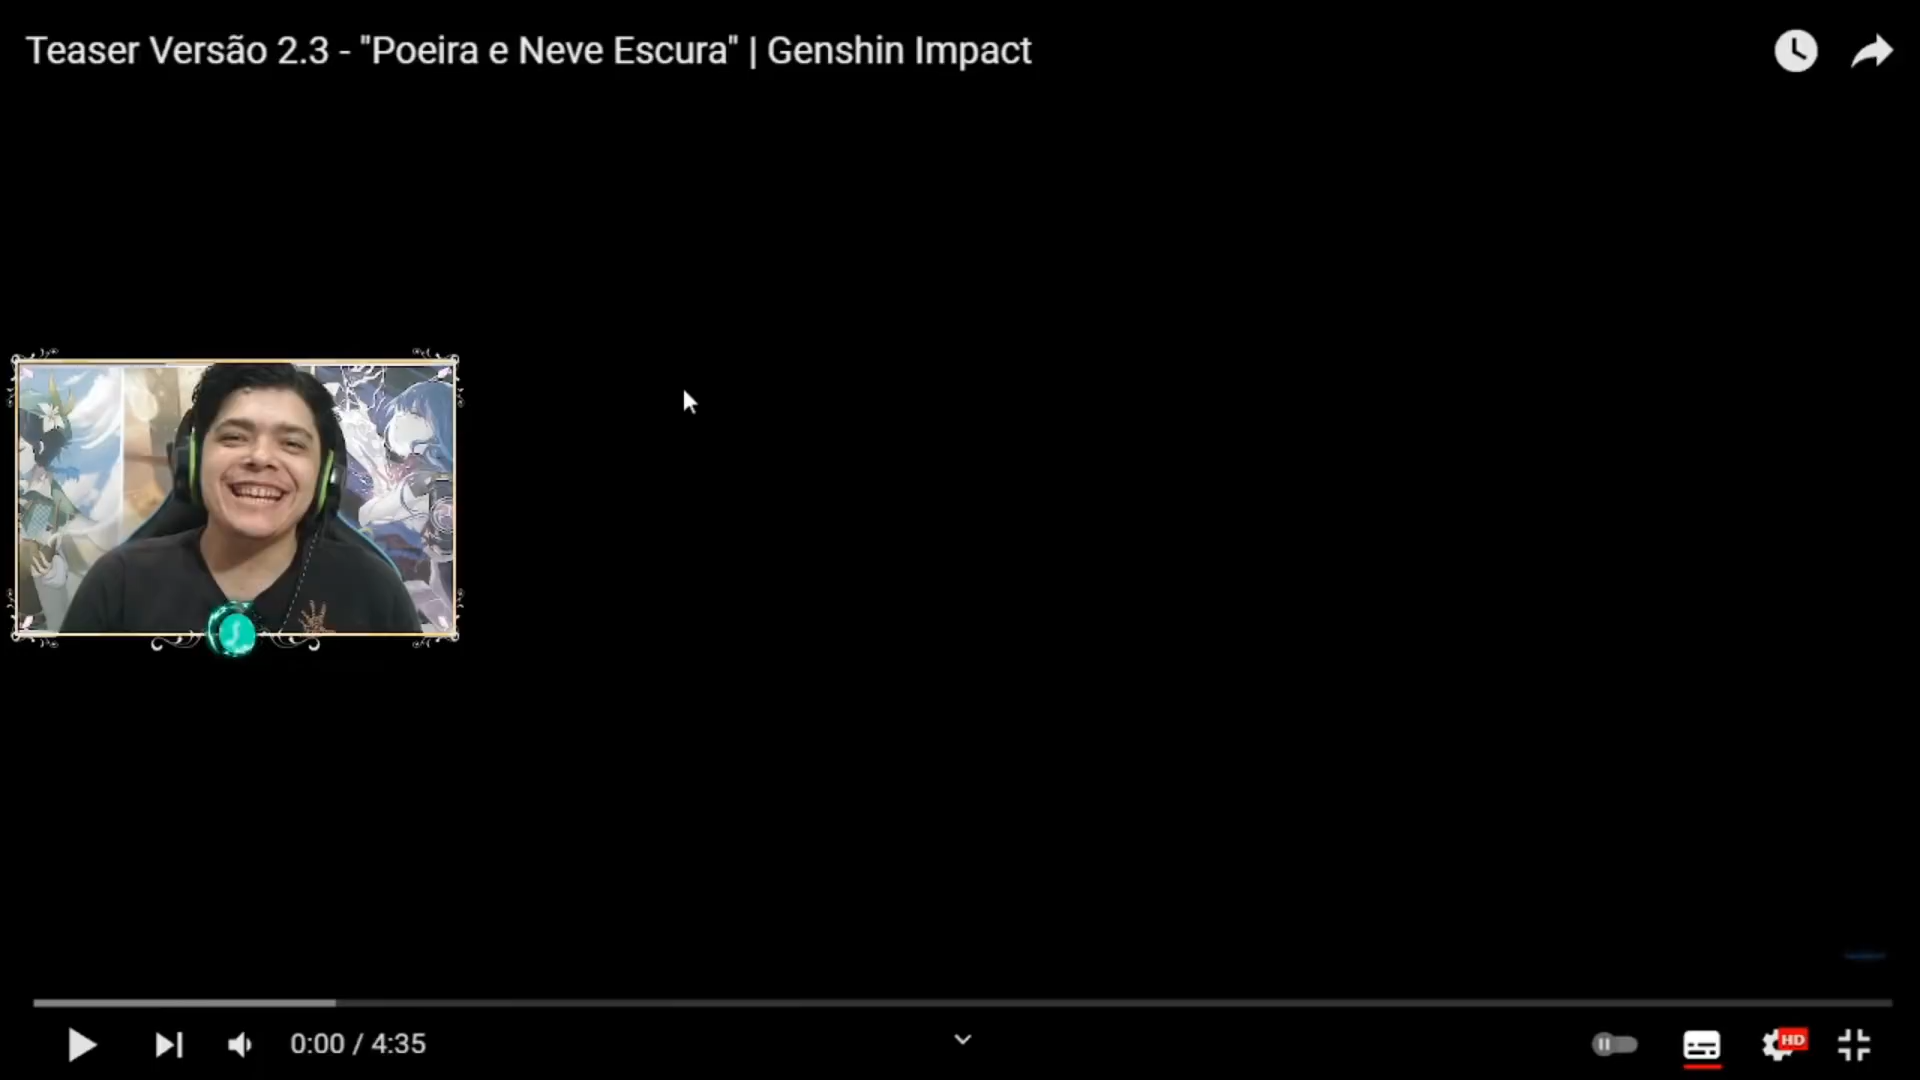 Teaser Versão 2.3 - "Poeira e Neve Escura" | Genshin Impact
0:00 / 4:35
HD